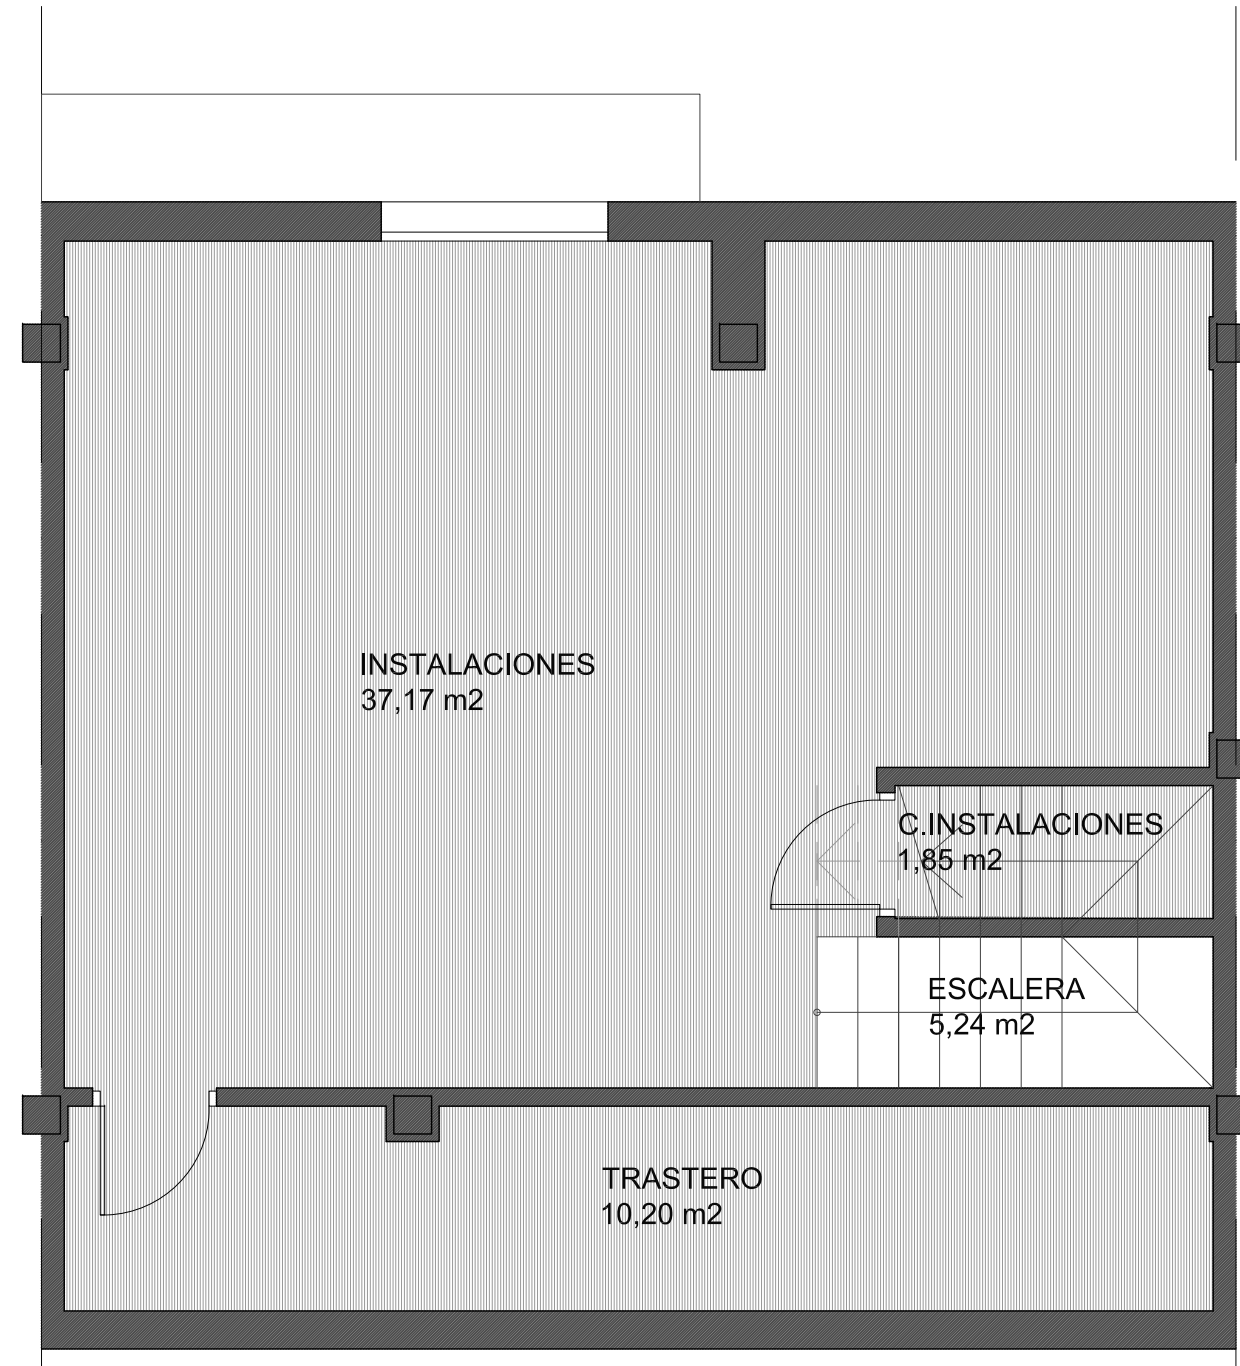 INSTALACIONES
37,17 m2
C.INSTALACIONES
1,85 m2
ESCALERA
5,24 m2
TRASTERO
10,20 m2